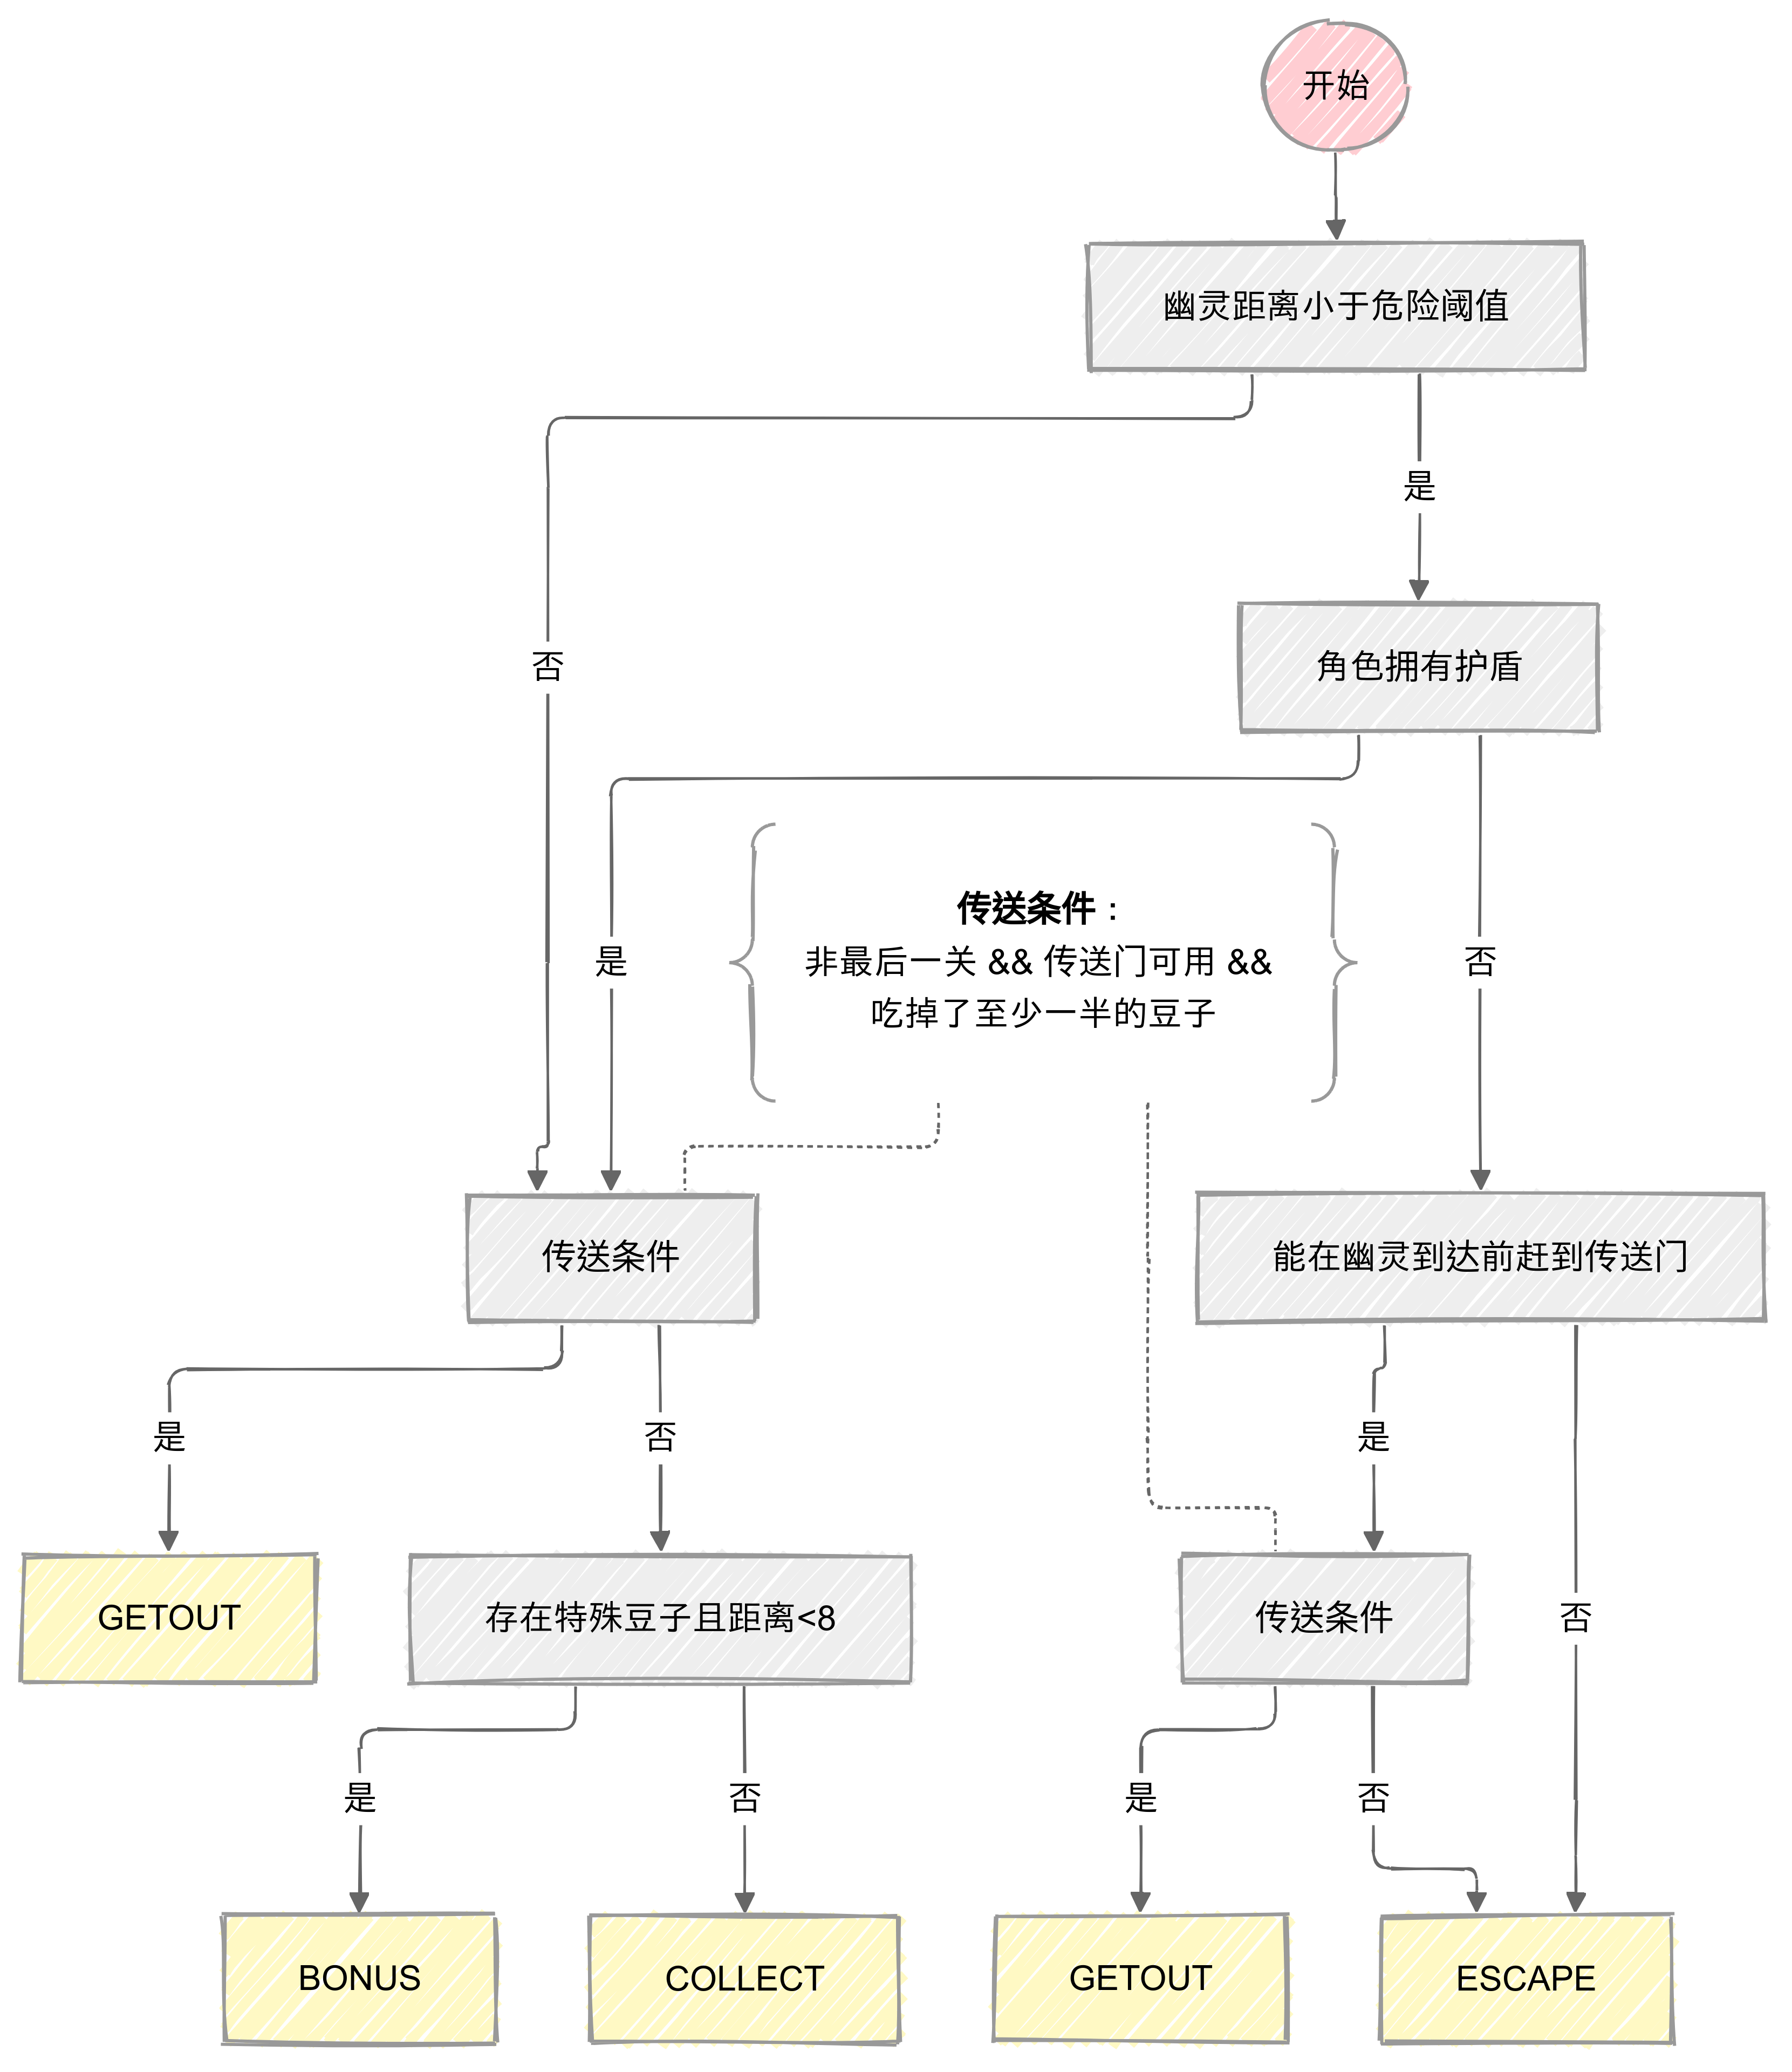 开始
幽灵距离小于危险阈值
是
否
角色拥有护盾
传送条件：
非最后一关 && 传送门可用 &&
吃掉了至少一半的豆子
是
否
传送条件
能在幽灵到达前赶到传送门
是
否
是
GETOUT
存在特殊豆子且距离<8
传送条件
否
是
否
是
否
BONUS
COLLECT
GETOUT
ESCAPE